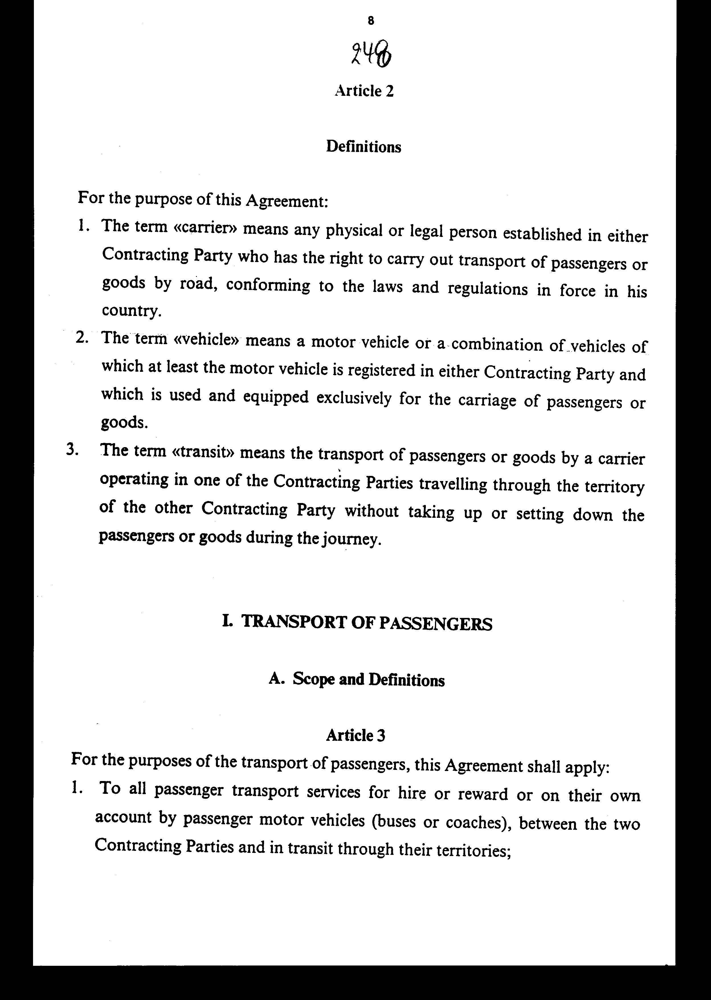 8
248
Article 2
Definitions
For the purpose of this Agreement:
1. The term «carrier» means any physical or legal person established in either
Contracting Party who has the right to carry out transport of passengers or
goods by road, conforming to the laws and regulations in force in his
country.
2. The term «vehicle» means a motor vehicle or a combination of vehicles of
which at least the motor vehicle is registered in either Contracting Party and
which is used and equipped exclusively for the carriage of passengers or
goods.
3. The term «transit» means the transport of passengers or goods by a carrier
operating in one of the Contracting Parties travelling through the territory
of the other Contracting Party without taking up or setting down the
passengers or goods during the journey.
I. TRANSPORT OF PASSENGERS
A. Scope and Definitions
Article 3
For the purposes of the transport of passengers, this Agreement shall apply:
1. To all passenger transport services for hire or reward or on their own
account by passenger motor vehicles (buses or coaches), between the two
Contracting Parties and in transit through their territories;